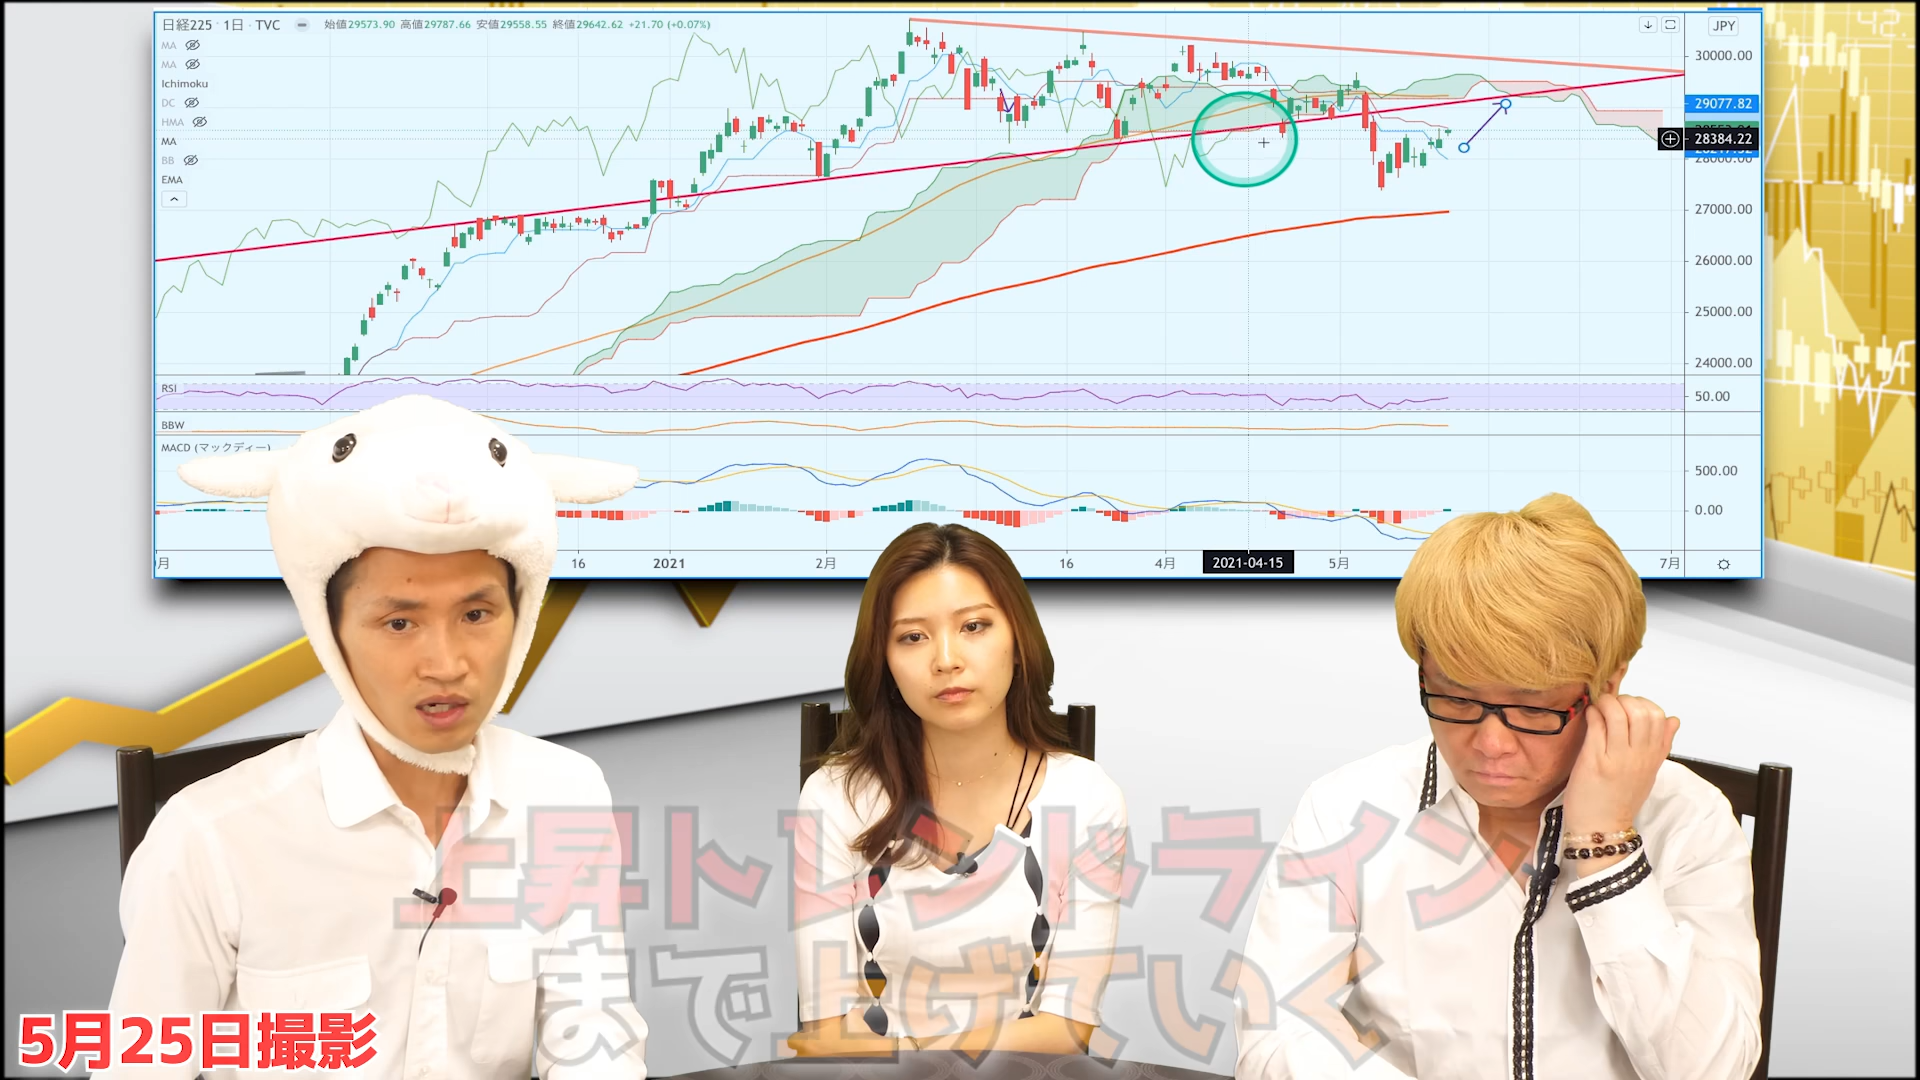 日経225・1日・TVC 始値29573.90 高値29787.66 安値29558.55 終値29642.62 +21.70 (+0.07%)
JPY
MA
MA
Ichimoku
DC
HMA
MA
BB
EMA
30000.00
29077.82
28384.22
28000.00
27000.00
26000.00
25000.00
24000.00
RSI
50.00
BBW
MACD (マックディー)
500.00
0.00
月
16
2021
2月
16
4月
2021-04-15
5月
7月
42.
上昇トレンドライン
まで上げていく
5月25日撮影